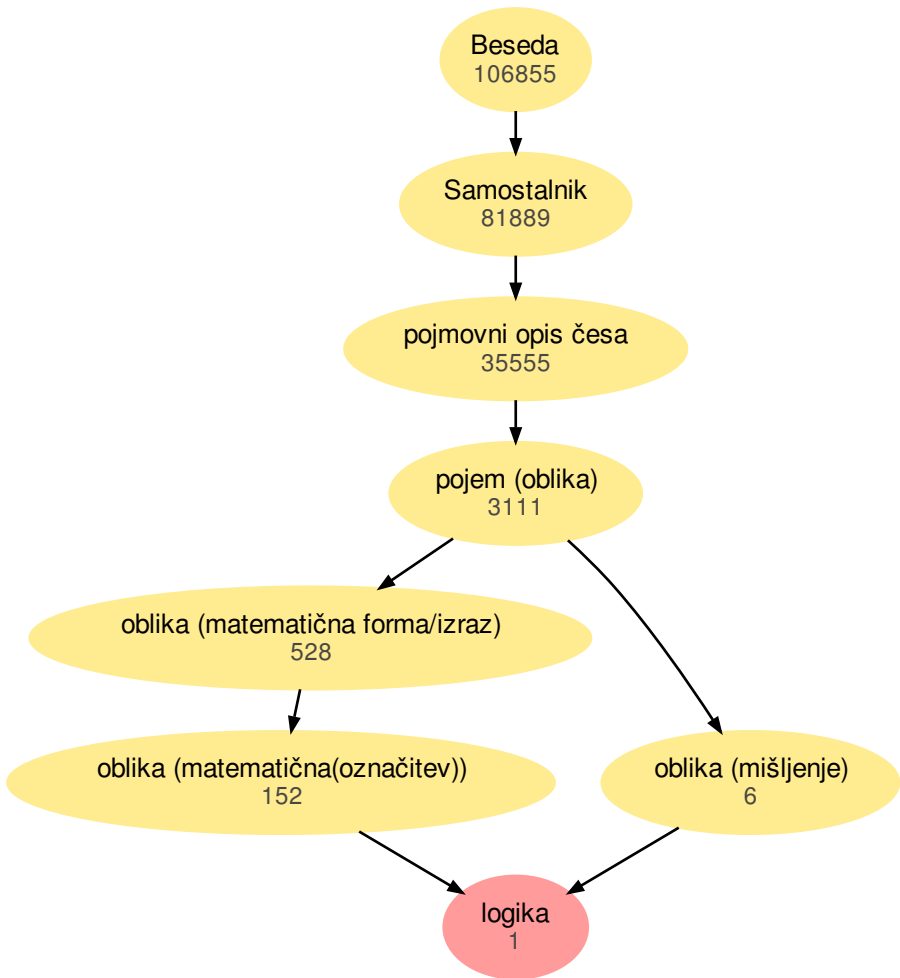 Beseda
106855
Samostalnik
81889
pojmovni opis česa
35555
pojem (oblika)
3111
oblika (matematična forma/izraz)
528
oblika (matematična(označitev))
152
oblika (mišljenje)
6
logika
1